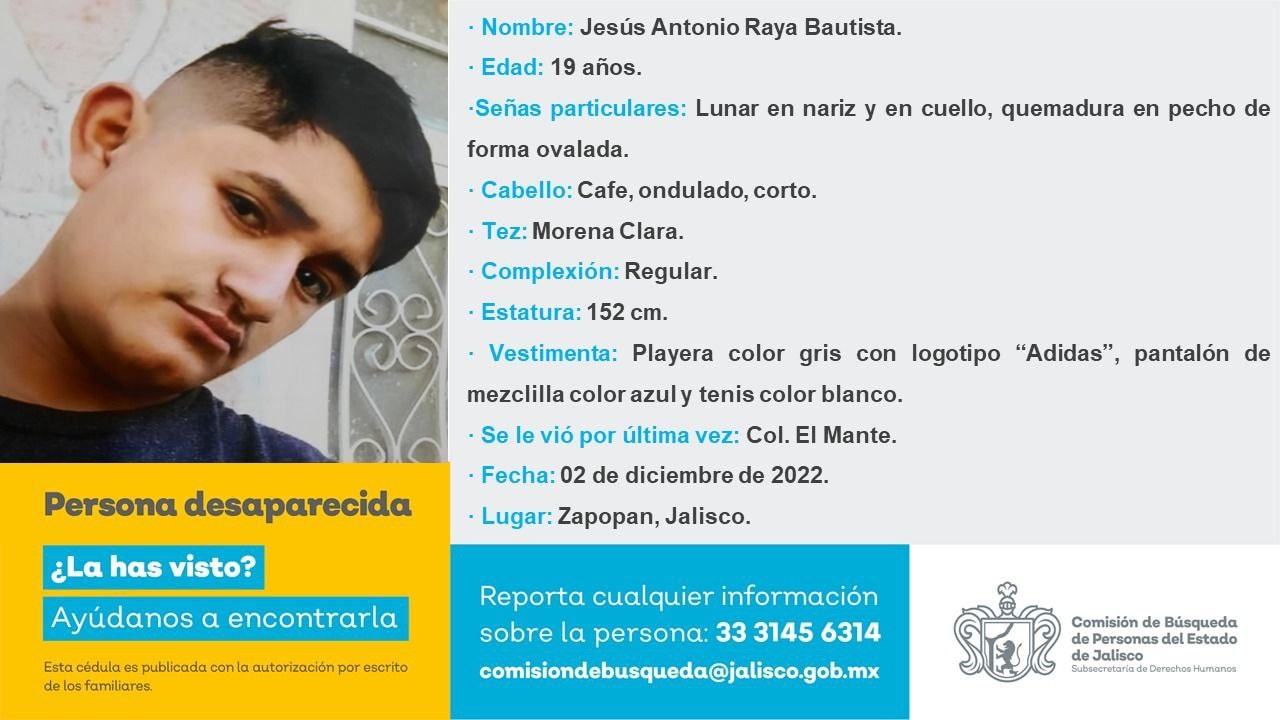 · Nombre: Jesús Antonio Raya Bautista.
· Edad: 19 años.
·Señas particulares: Lunar en nariz y en cuello, quemadura en pecho de
forma ovalada.
· Cabello: Cafe, ondulado, corto.
· Tez: Morena Clara.
· Complexión: Regular.
· Estatura: 152 cm.
· Vestimenta: Playera color gris con logotipo “Adidas”, pantalón de
mezclilla color azul y tenis color blanco.
· Se le vió por última vez: Col. El Mante.
· Fecha: 02 de diciembre de 2022.
· Lugar: Zapopan, Jalisco.
Persona desaparecida
¿La has visto?
Ayúdanos a encontrarla
Esta cédula es publicada con la autorización por escrito
de los familiares.
Reporta cualquier información
sobre la persona: 33 3145 6314
comisiondebusqueda@jalisco.gob.mx
Comisión de Búsqueda
de Personas del Estado
de Jalisco
Subsecretaría de Derechos Humanos